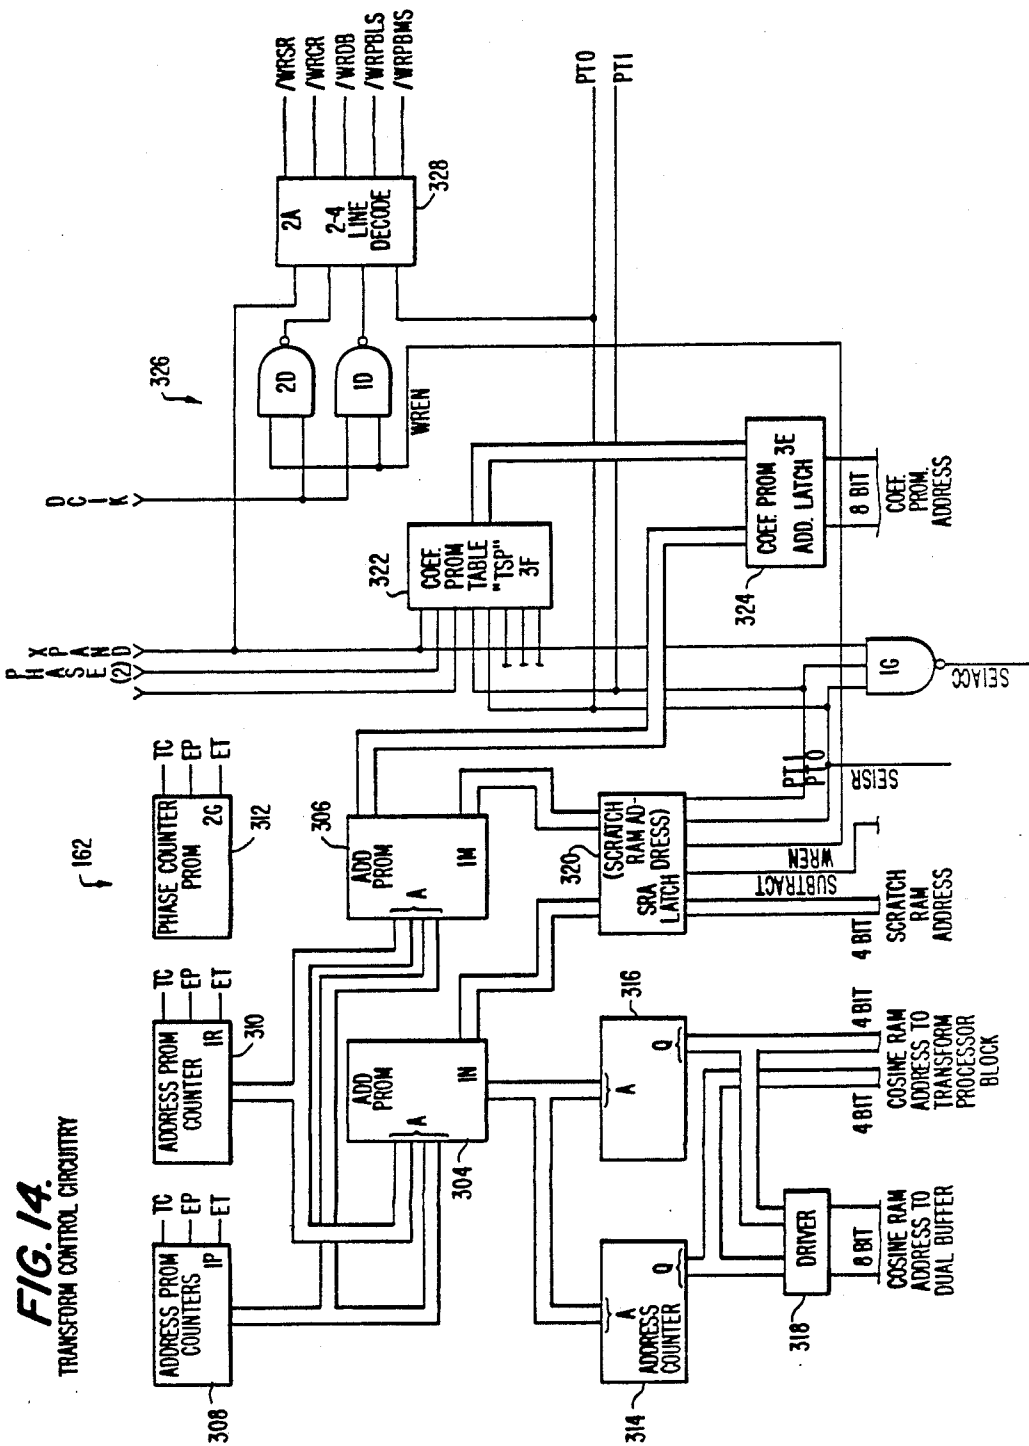 FIG. 14.
TRANSFORM CONTROL CIRCUITRY
162
308
ADDRESS PROM
COUNTERS
1P
TC
EP
ET
ADDRESS PROM
COUNTER
1R
TC
EP
ET
310
PHASE COUNTER
PROM
2G
TC
EP
ET
312
PHASE
(2)
XPAND
DCLK
326
304
ADD
PROM
A
1N
306
ADD
PROM
A
1M
322
COEF.
PROM
TABLE
"TSP"
3F
2D
1D
WREN
2A
2-4
LINE
DECODE
328
/WRSR
/WRCR
/WRDB
/WRPBLS
/WRPBMS
PT0
PT1
314
A
ADDRESS
COUNTER
Q
316
A
Q
320
(SCRATCH
RAM AD-
DRESS)
SRA
LATCH
SUBTRACT
WREN
PT1
PT0
SEISR
324
COEF. PROM
3E
ADD. LATCH
1G
SEIACC
318
DRIVER
8 BIT
COSINE RAM
ADDRESS TO
DUAL BUFFER
4 BIT
4 BIT
COSINE RAM
ADDRESS TO
TRANSFORM
PROCESSOR
BLOCK
4 BIT
SCRATCH
RAM
ADDRESS
8 BIT
COEF.
PROM.
ADDRESS